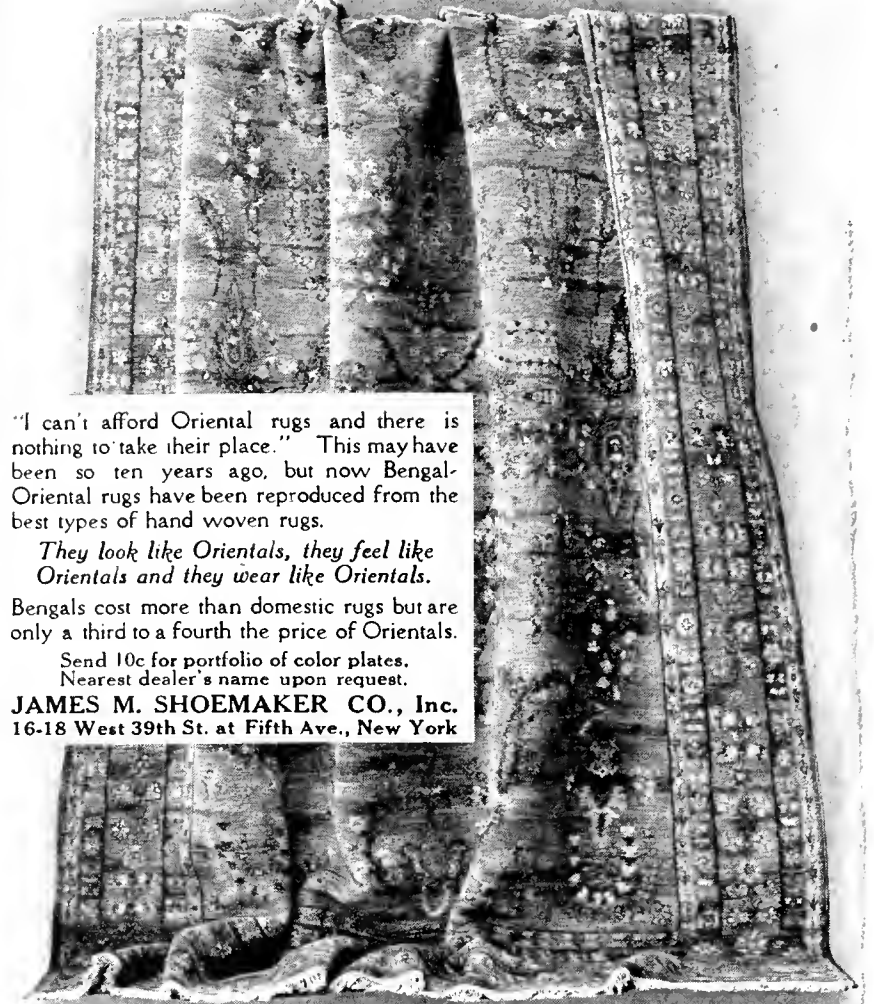 "I can't afford Oriental rugs and there is
nothing to take their place." This may have
been so ten years ago, but now Bengal-
Oriental rugs have been reproduced from the
best types of hand woven rugs.
They look like Orientals, they feel like
Orientals and they wear like Orientals.
Bengals cost more than domestic rugs but are
only a third to a fourth the price of Orientals.
Send 10c for portfolio of color plates.
Nearest dealer's name upon request.
JAMES M. SHOEMAKER CO., Inc.
16-18 West 39th St. at Fifth Ave., New York